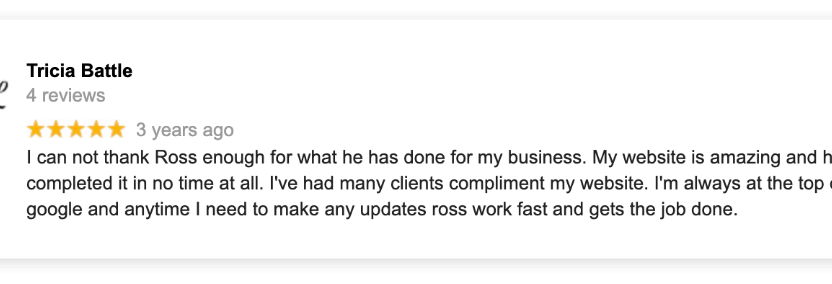 Tricia Battle
4 reviews
3 years ago
I can not thank Ross enough for what he has done for my business. My website is amazing and
completed it in no time at all. I've had many clients compliment my website. I'm always at the top
google and anytime I need to make any updates ross work fast and gets the job done.